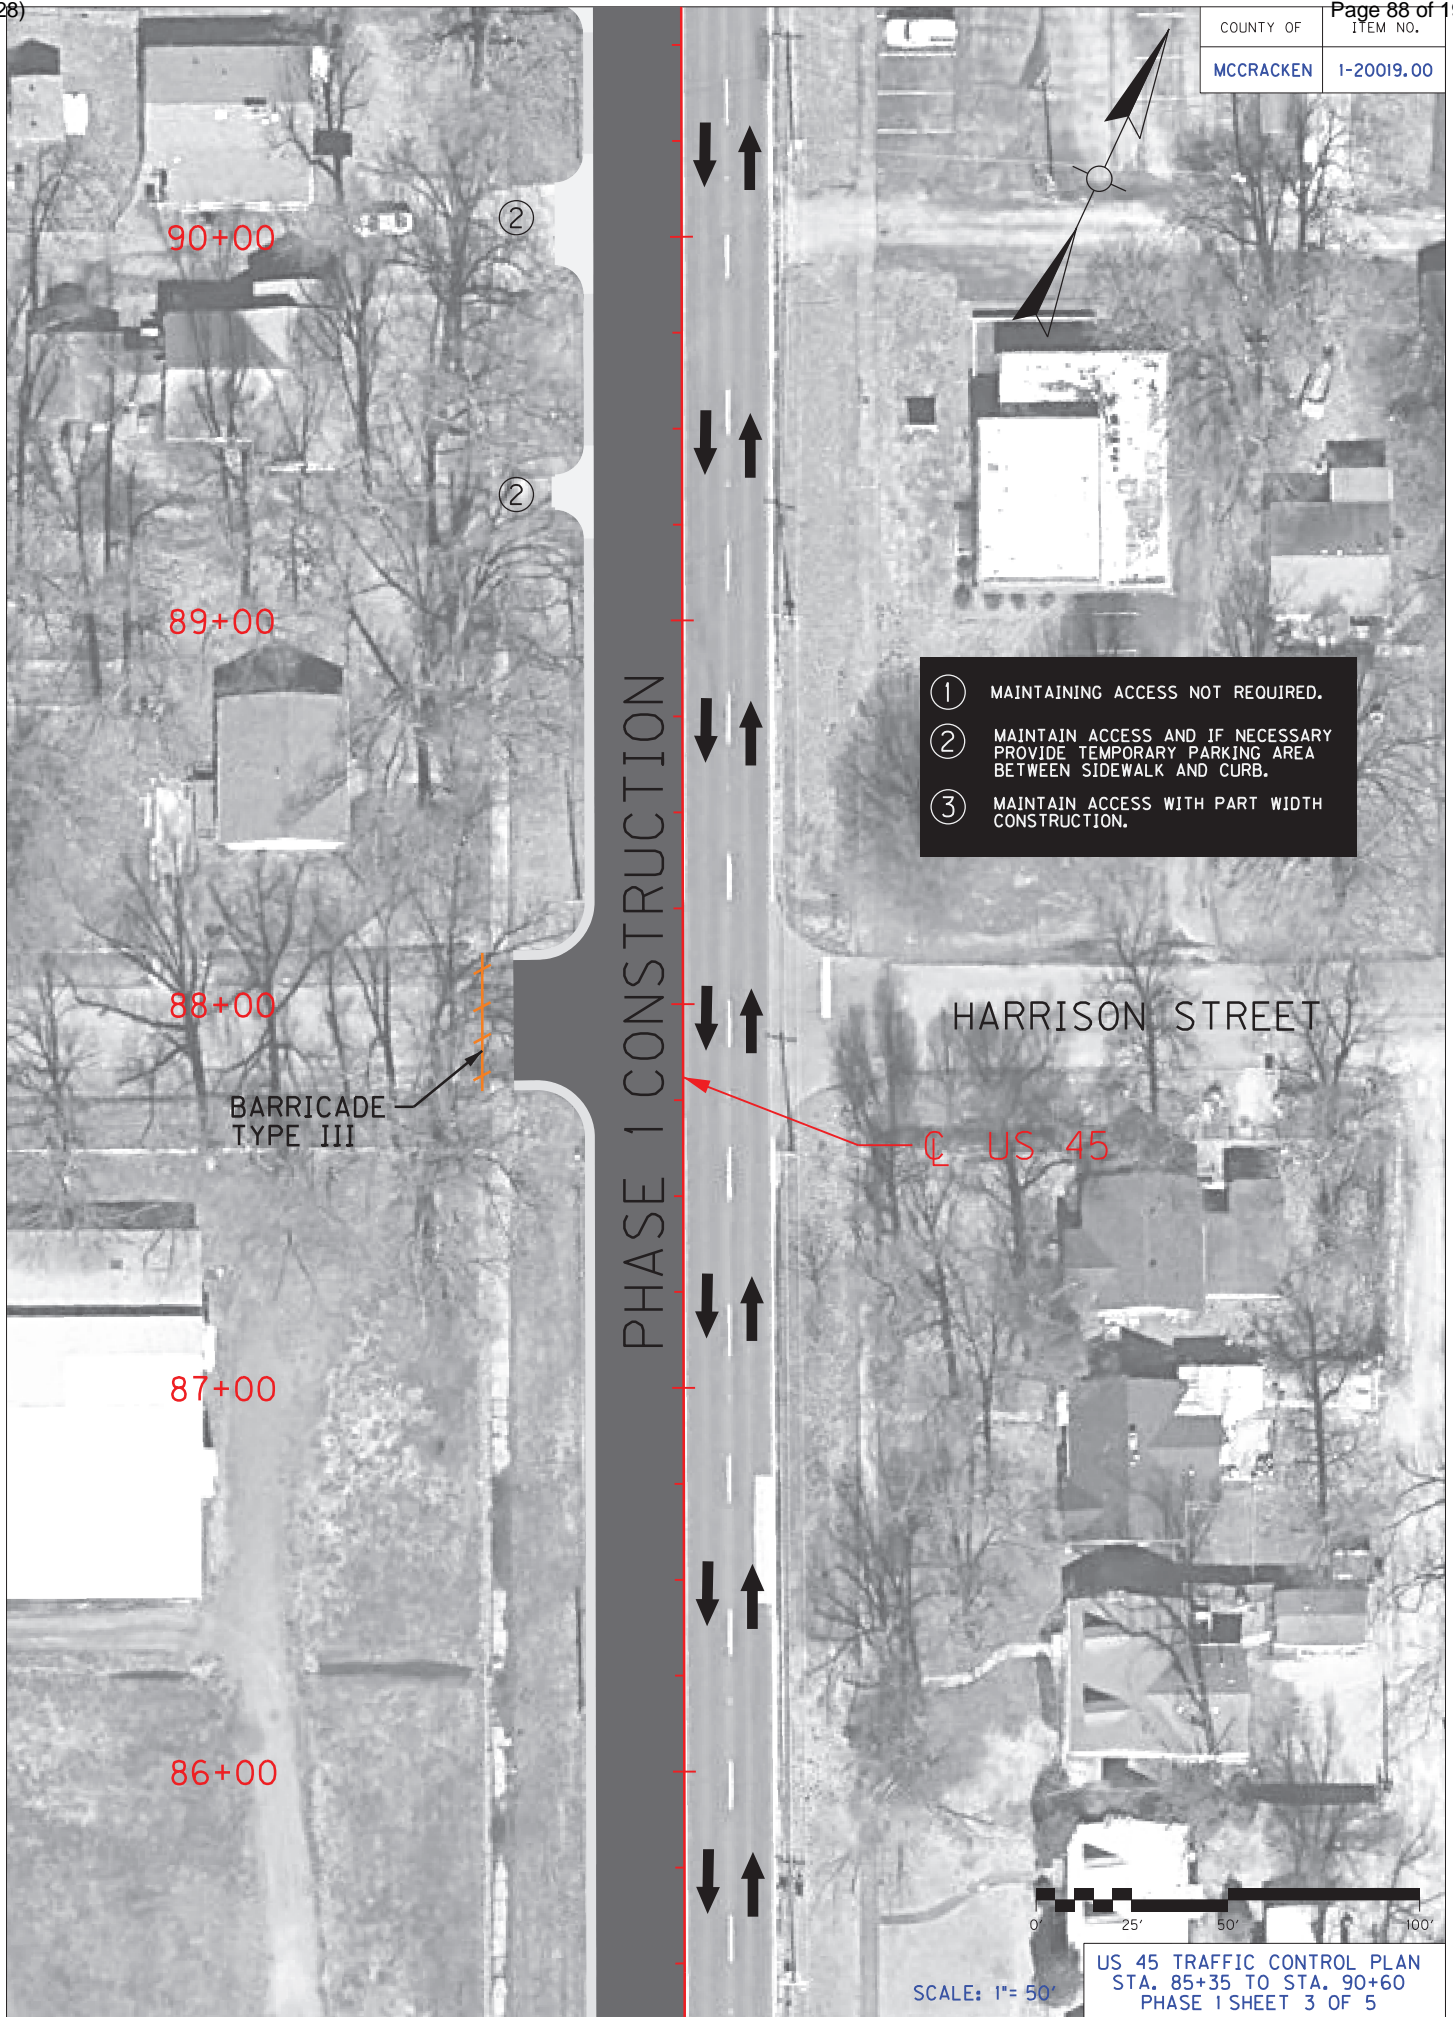 28)
Page 88 of 19
COUNTY OF
ITEM NO.
MCCRACKEN
1-20019.00
2
90+00
2
89+00
1 MAINTAINING ACCESS NOT REQUIRED.
2 MAINTAIN ACCESS AND IF NECESSARY
PROVIDE TEMPORARY PARKING AREA
BETWEEN SIDEWALK AND CURB.
3 MAINTAIN ACCESS WITH PART WIDTH
CONSTRUCTION.
PHASE 1 CONSTRUCTION
88+00
HARRISON STREET
BARRICADE
TYPE III
℄ US 45
87+00
86+00
0' 25' 50' 100'
SCALE: 1"= 50'
US 45 TRAFFIC CONTROL PLAN
STA. 85+35 TO STA. 90+60
PHASE 1 SHEET 3 OF 5